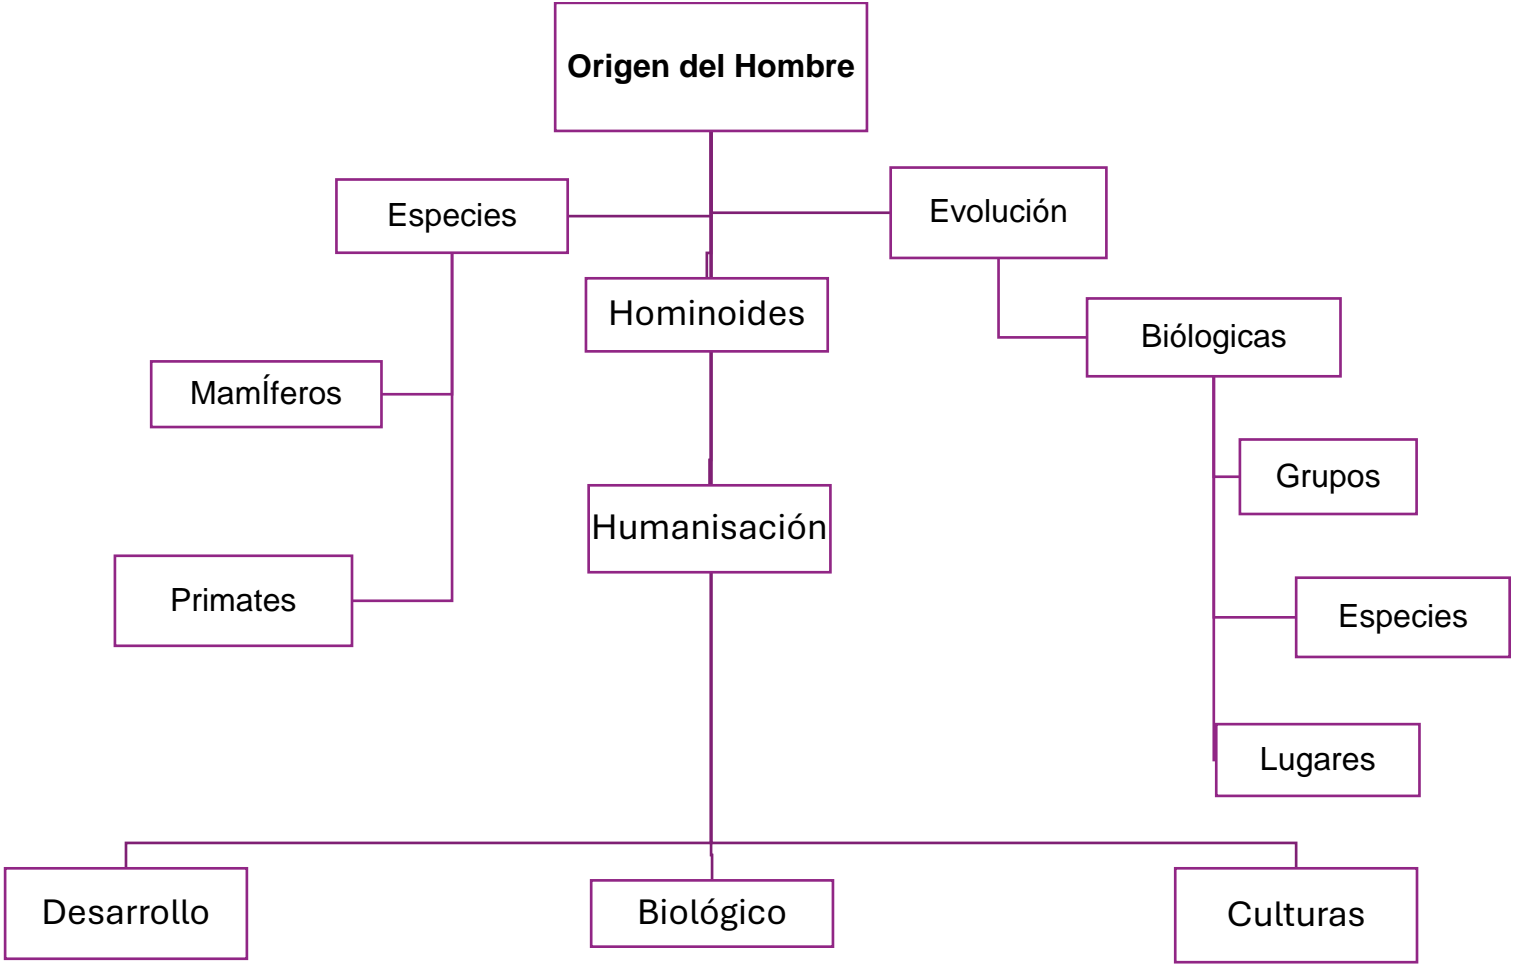 Origen del Hombre
Especies
Evolución
Hominoides
Biólogicas
MamÍferos
Grupos
Humanisación
Primates
Especies
Lugares
Desarrollo
Biológico
Culturas